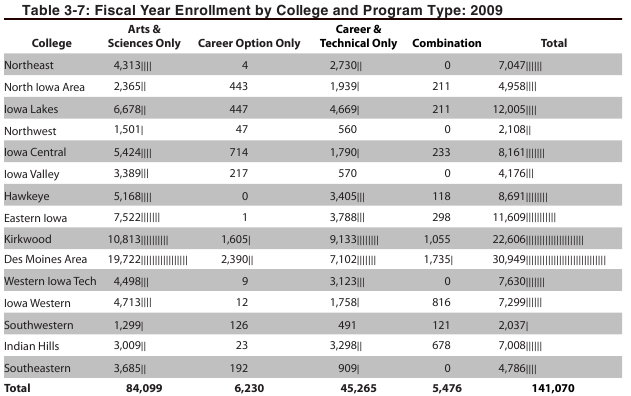 Table 3-7: Fiscal Year Enrollment by College and Program Type: 2009
College Arts & Sciences Only Career Option Only Career & Technical Only Combination Total
Northeast 4,313|||| 4 2,730|| 0 7,047||||||
North Iowa Area 2,365|| 443 1,939| 211 4,958||||
Iowa Lakes 6,678|| 447 4,669| 211 12,005||||
Northwest 1,501| 47 560 0 2,108||
Iowa Central 5,424|||| 714 1,790| 233 8,161|||||||
Iowa Valley 3,389||| 217 570 0 4,176|||
Hawkeye 5,168|||| 0 3,405||| 118 8,691||||||||
Eastern Iowa 7,522||||||| 1 3,788||| 298 11,609|||||||||||
Kirkwood 10,813|||||||||| 1,605| 9,133|||||||| 1,055 22,606||||||||||||||||||||||
Des Moines Area 19,722||||||||||||||||| 2,390|| 7,102||||||| 1,735| 30,949||||||||||||||||||||||||||||||
Western Iowa Tech 4,498||| 9 3,123||| 0 7,630|||||||
Iowa Western 4,713|||| 12 1,758| 816 7,299|||||||
Southwestern 1,299| 126 491 121 2,037|
Indian Hills 3,009|| 23 3,298|| 678 7,008||||||
Southeastern 3,685|| 192 909| 0 4,786||||
Total 84,099 6,230 45,265 5,476 141,070